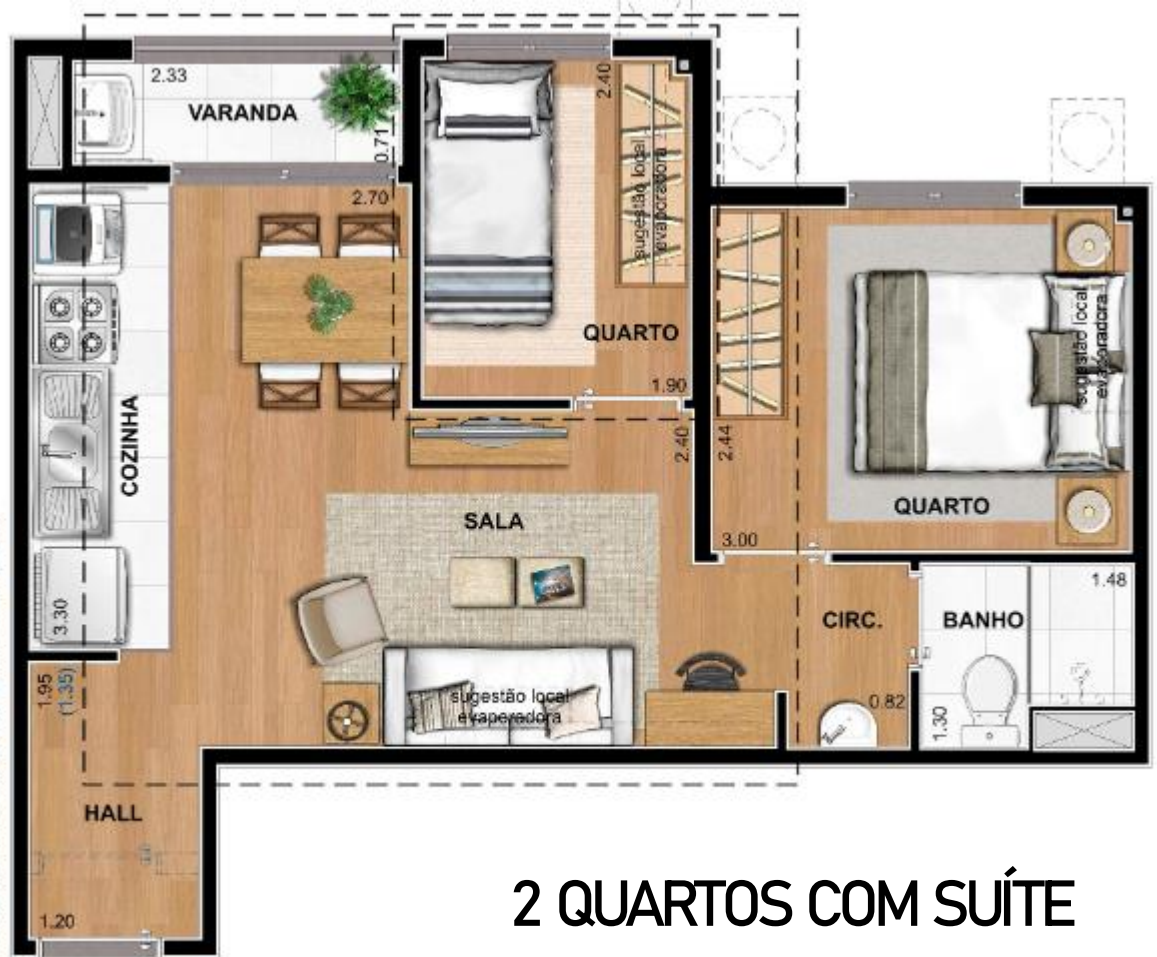 2.33
VARANDA
0.71
2.70
2.40
sugestão local
evaporadora
QUARTO
1.90
2.40
2.44
sugestão local
evaporadora
QUARTO
3.00
COZINHA
SALA
3.30
1.95
(1.35)
sugestão local
evaporadora
CIRC.
0.82
BANHO
1.48
1.30
HALL
1.20
2 QUARTOS COM SUÍTE